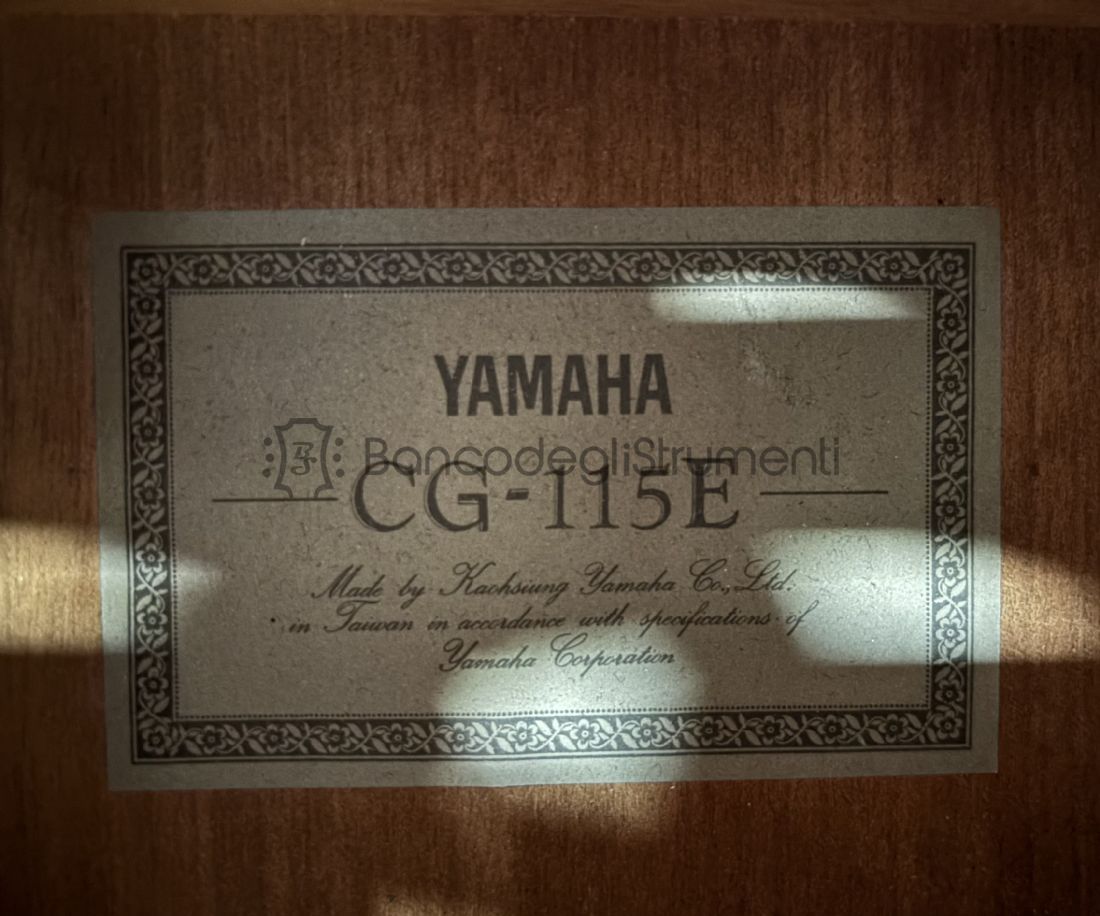 YAMAHA
BancodegliStrumenti
CG-115E
Made by Kaohsiung Yamaha Co., Ltd.
in Taiwan in accordance with specifications of
Yamaha Corporation